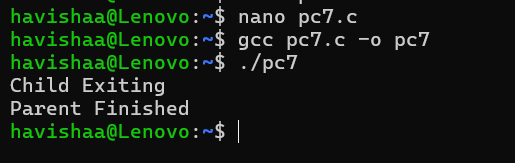 havishaa@Lenovo:~$ nano pc7.c
havishaa@Lenovo:~$ gcc pc7.c -o pc7
havishaa@Lenovo:~$ ./pc7
Child Exiting
Parent Finished
havishaa@Lenovo:~$